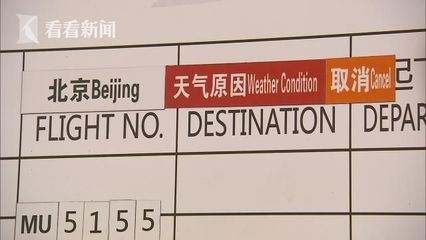 看看新闻
北京Beijing 天气原因Weather Condition 取消Cancel
FLIGHT NO. DESTINATION DEPAR
MU 5155